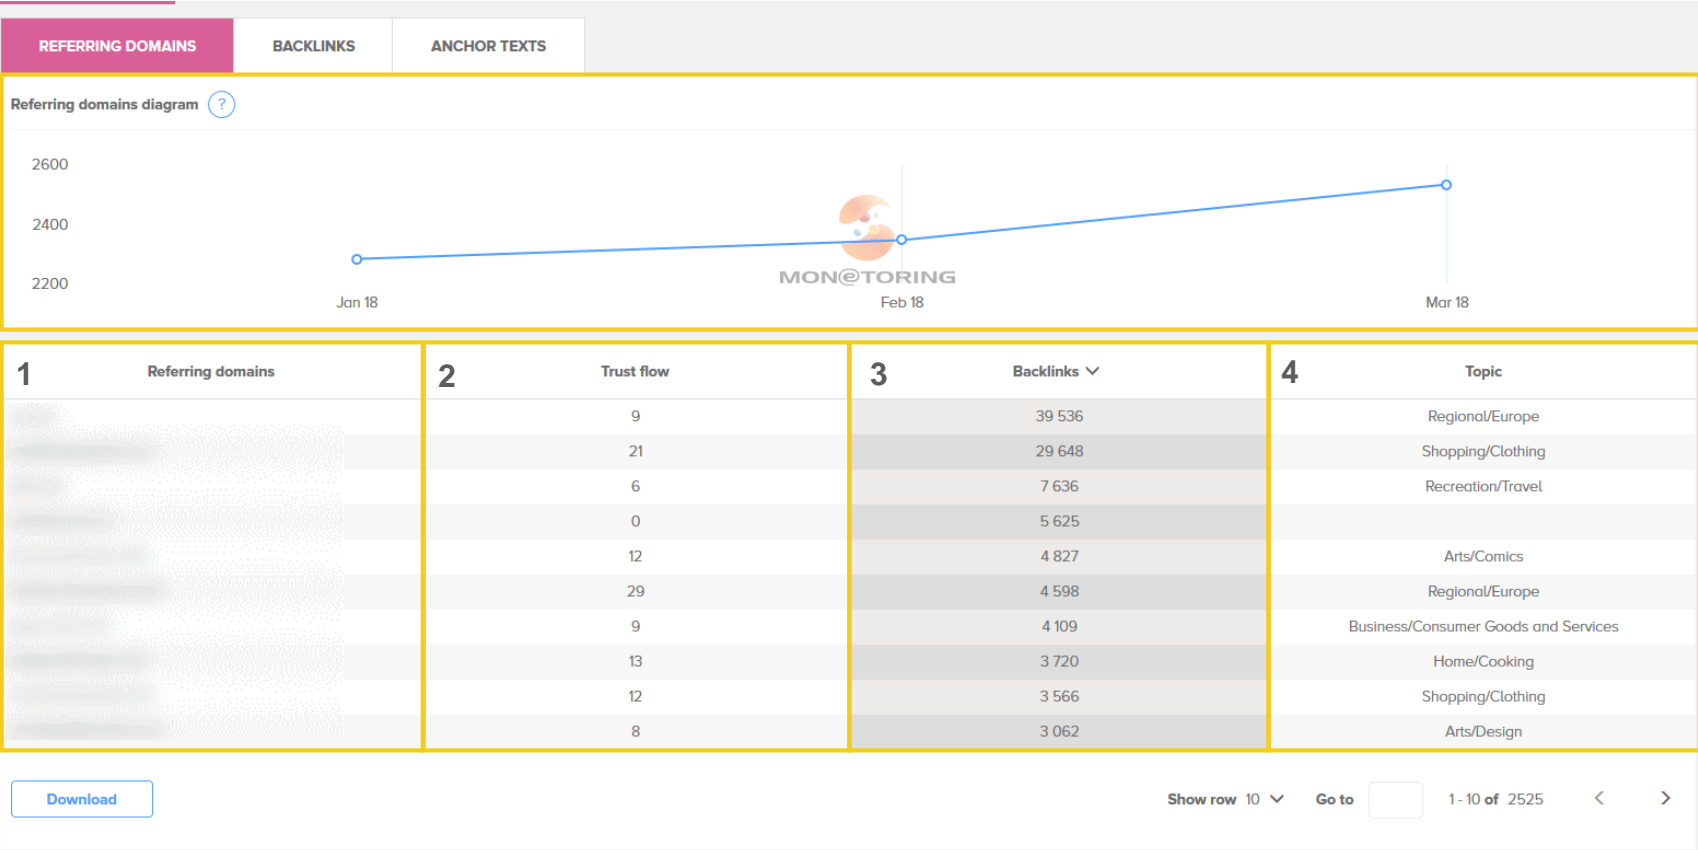 REFERRING DOMAINS BACKLINKS ANCHOR TEXTS
Referring domains diagram ?
2600
2400
2200
MON@TORING
Jan 18 Feb 18 Mar 18
1 Referring domains 2 Trust flow 3 Backlinks 4 Topic
9 39 536 Regional/Europe
21 29 648 Shopping/Clothing
6 7 636 Recreation/Travel
0 5 625
12 4 827 Arts/Comics
29 4 598 Regional/Europe
9 4 109 Business/Consumer Goods and Services
13 3 720 Home/Cooking
12 3 566 Shopping/Clothing
8 3 062 Arts/Design
Download Show row 10 Go to 1 - 10 of 2525